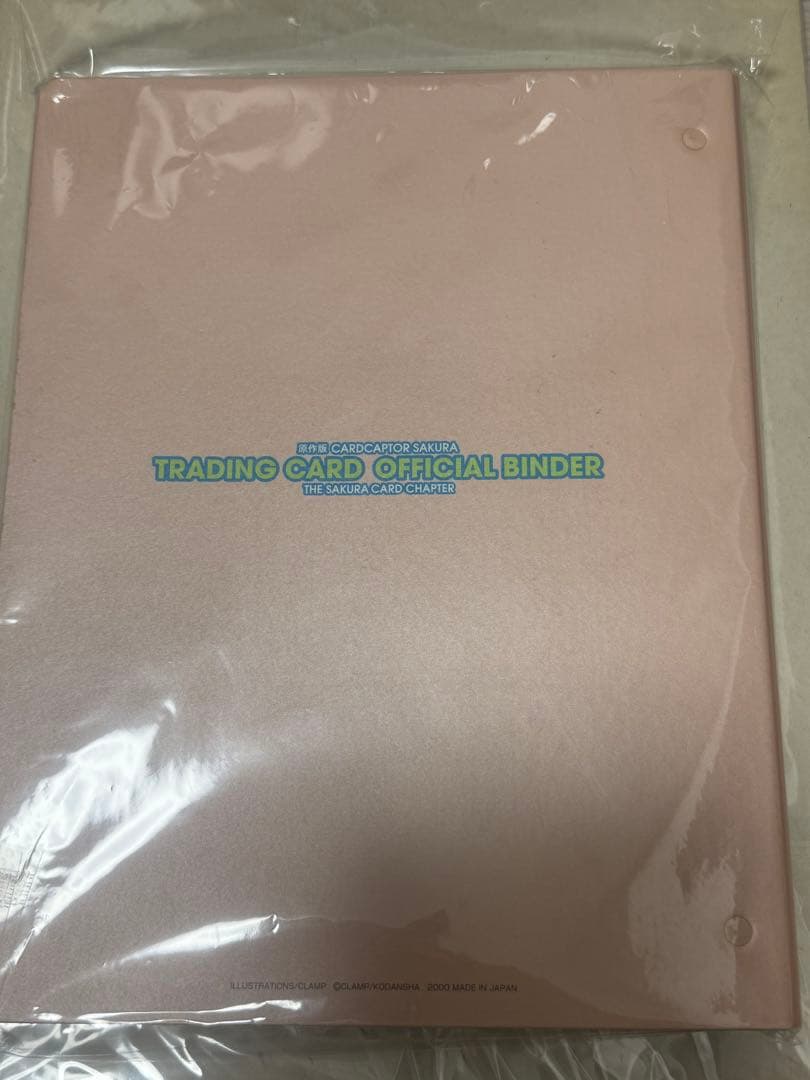 原作版 CARDCAPTOR SAKURA
TRADING CARD OFFICIAL BINDER
THE SAKURA CARD CHAPTER
ILLUSTRATIONS/CLAMP ©CLAMP/KODANSHA. 2000 MADE IN JAPAN